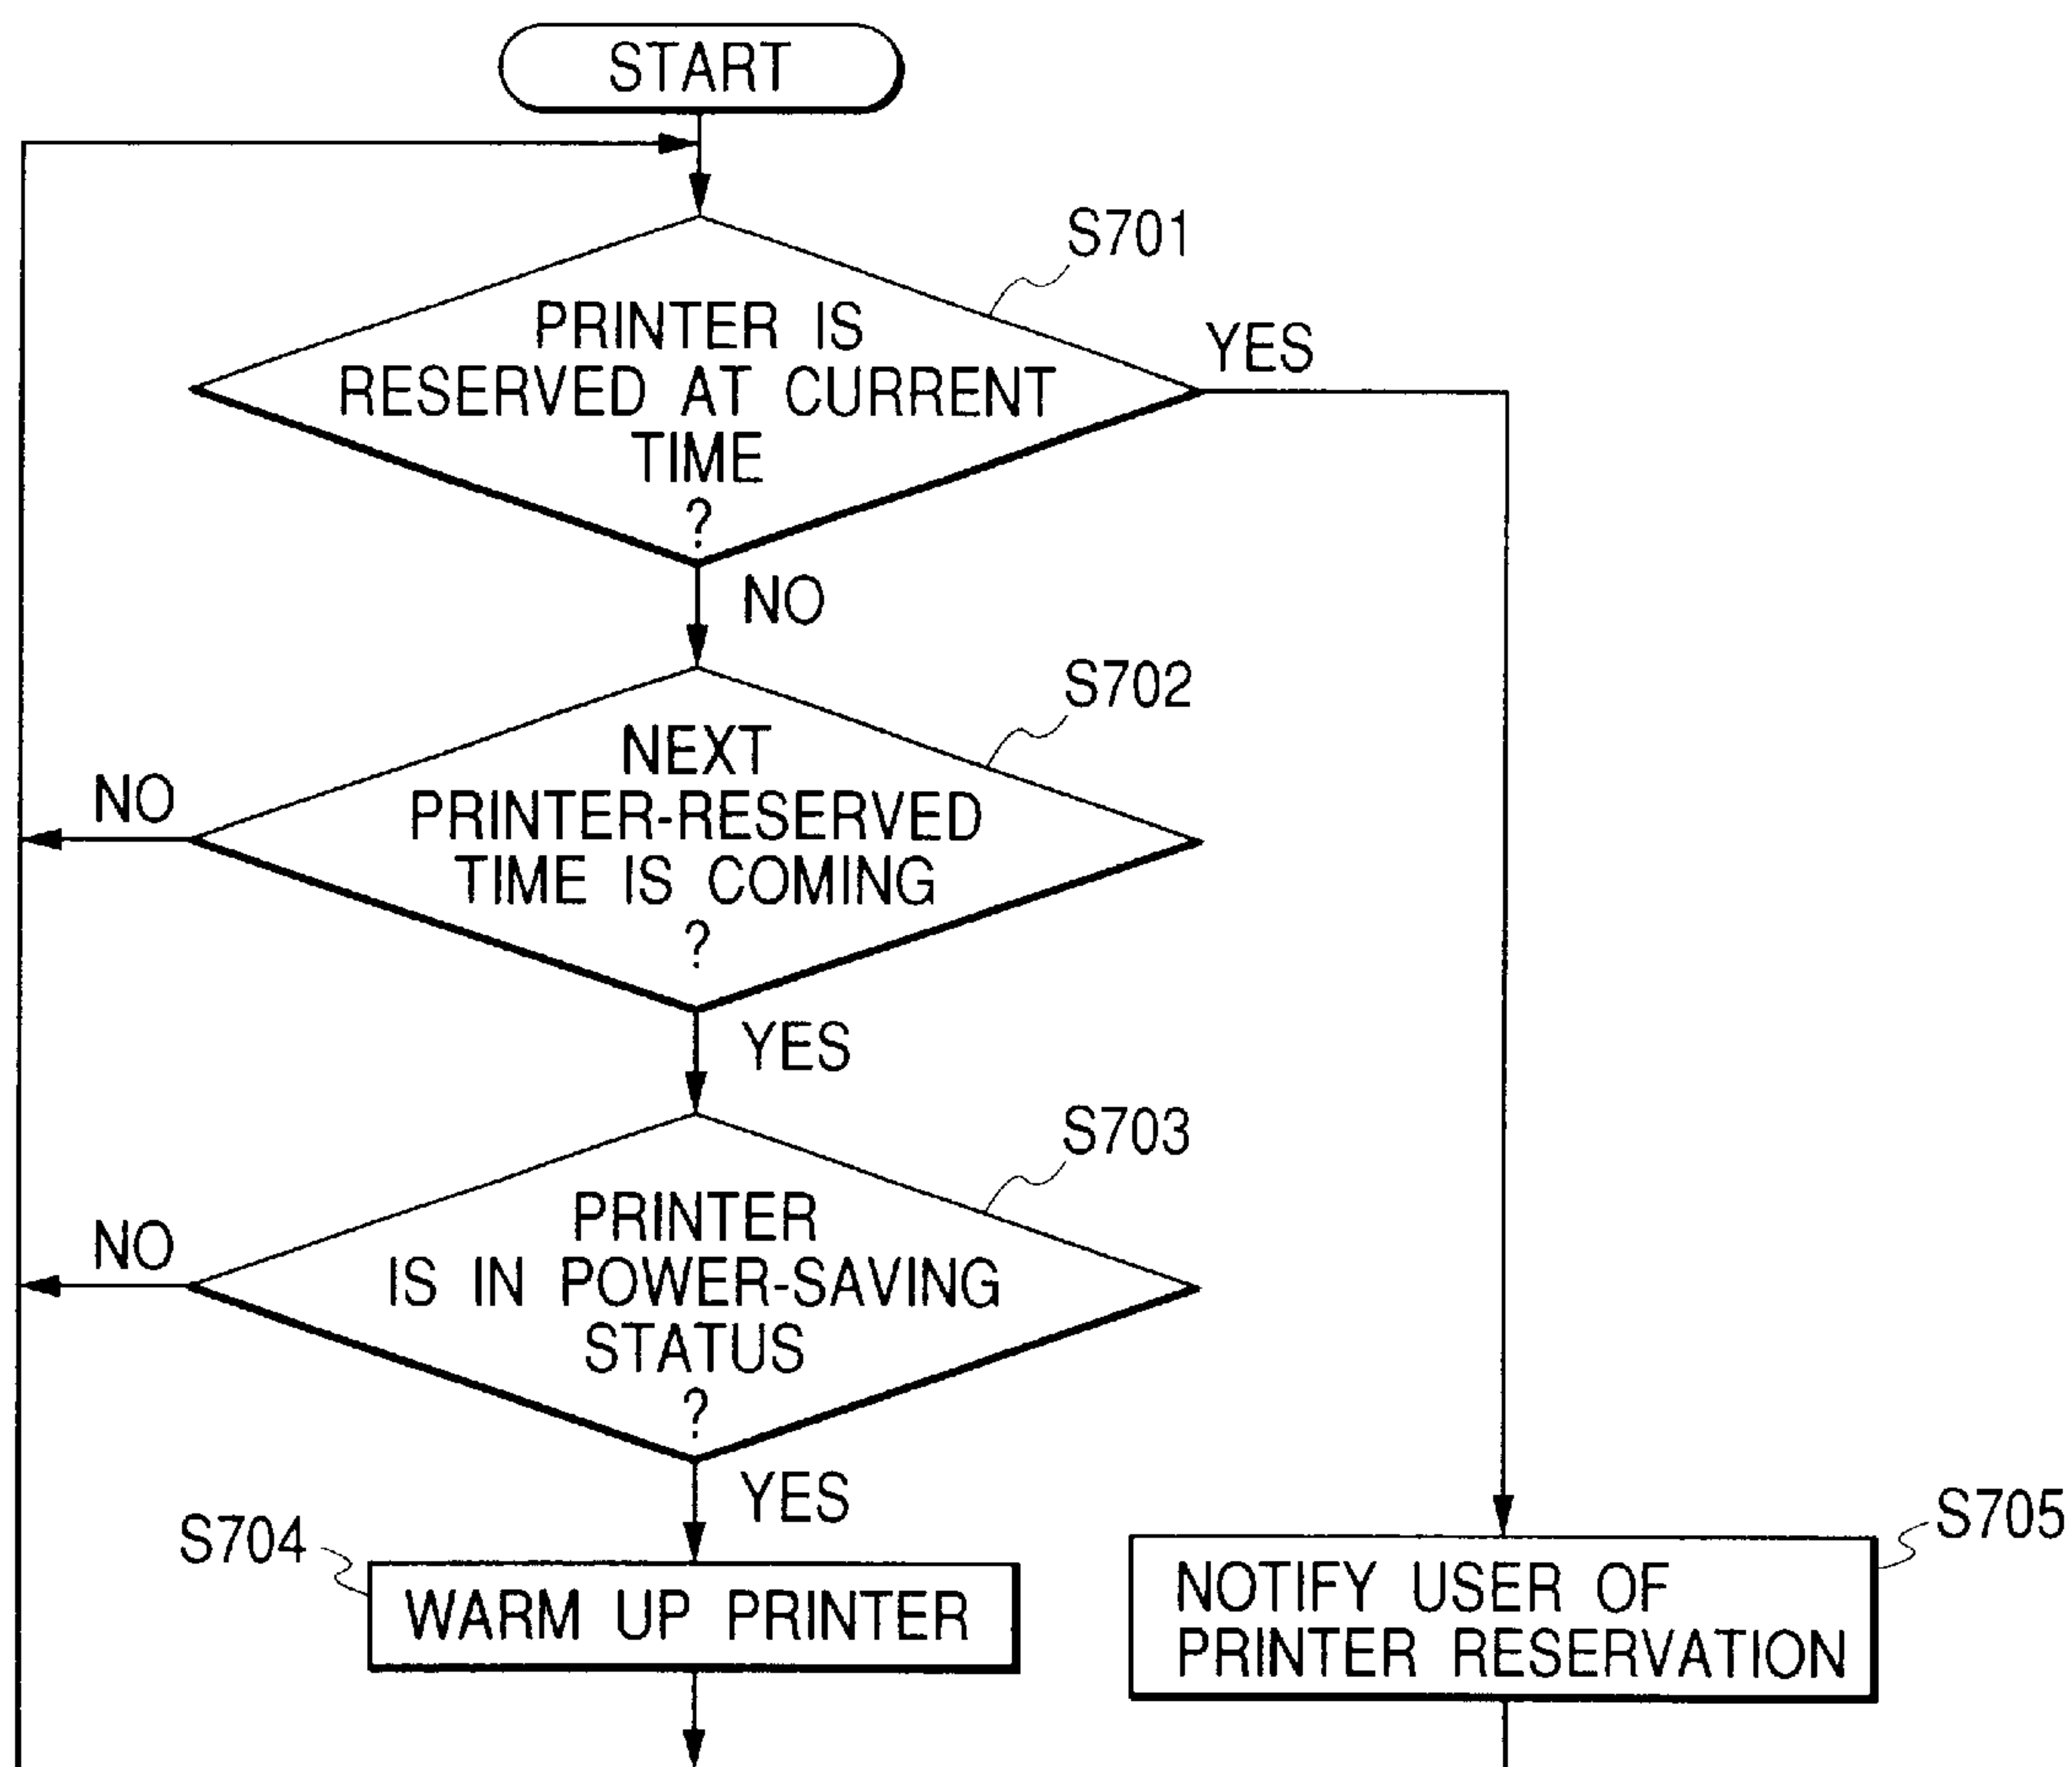 START
S701
PRINTER IS
RESERVED AT CURRENT
TIME
?
YES
NO
S702
NEXT
PRINTER-RESERVED
TIME IS COMING
?
NO
YES
S703
PRINTER
IS IN POWER-SAVING
STATUS
?
NO
YES
S704
WARM UP PRINTER
S705
NOTIFY USER OF
PRINTER RESERVATION